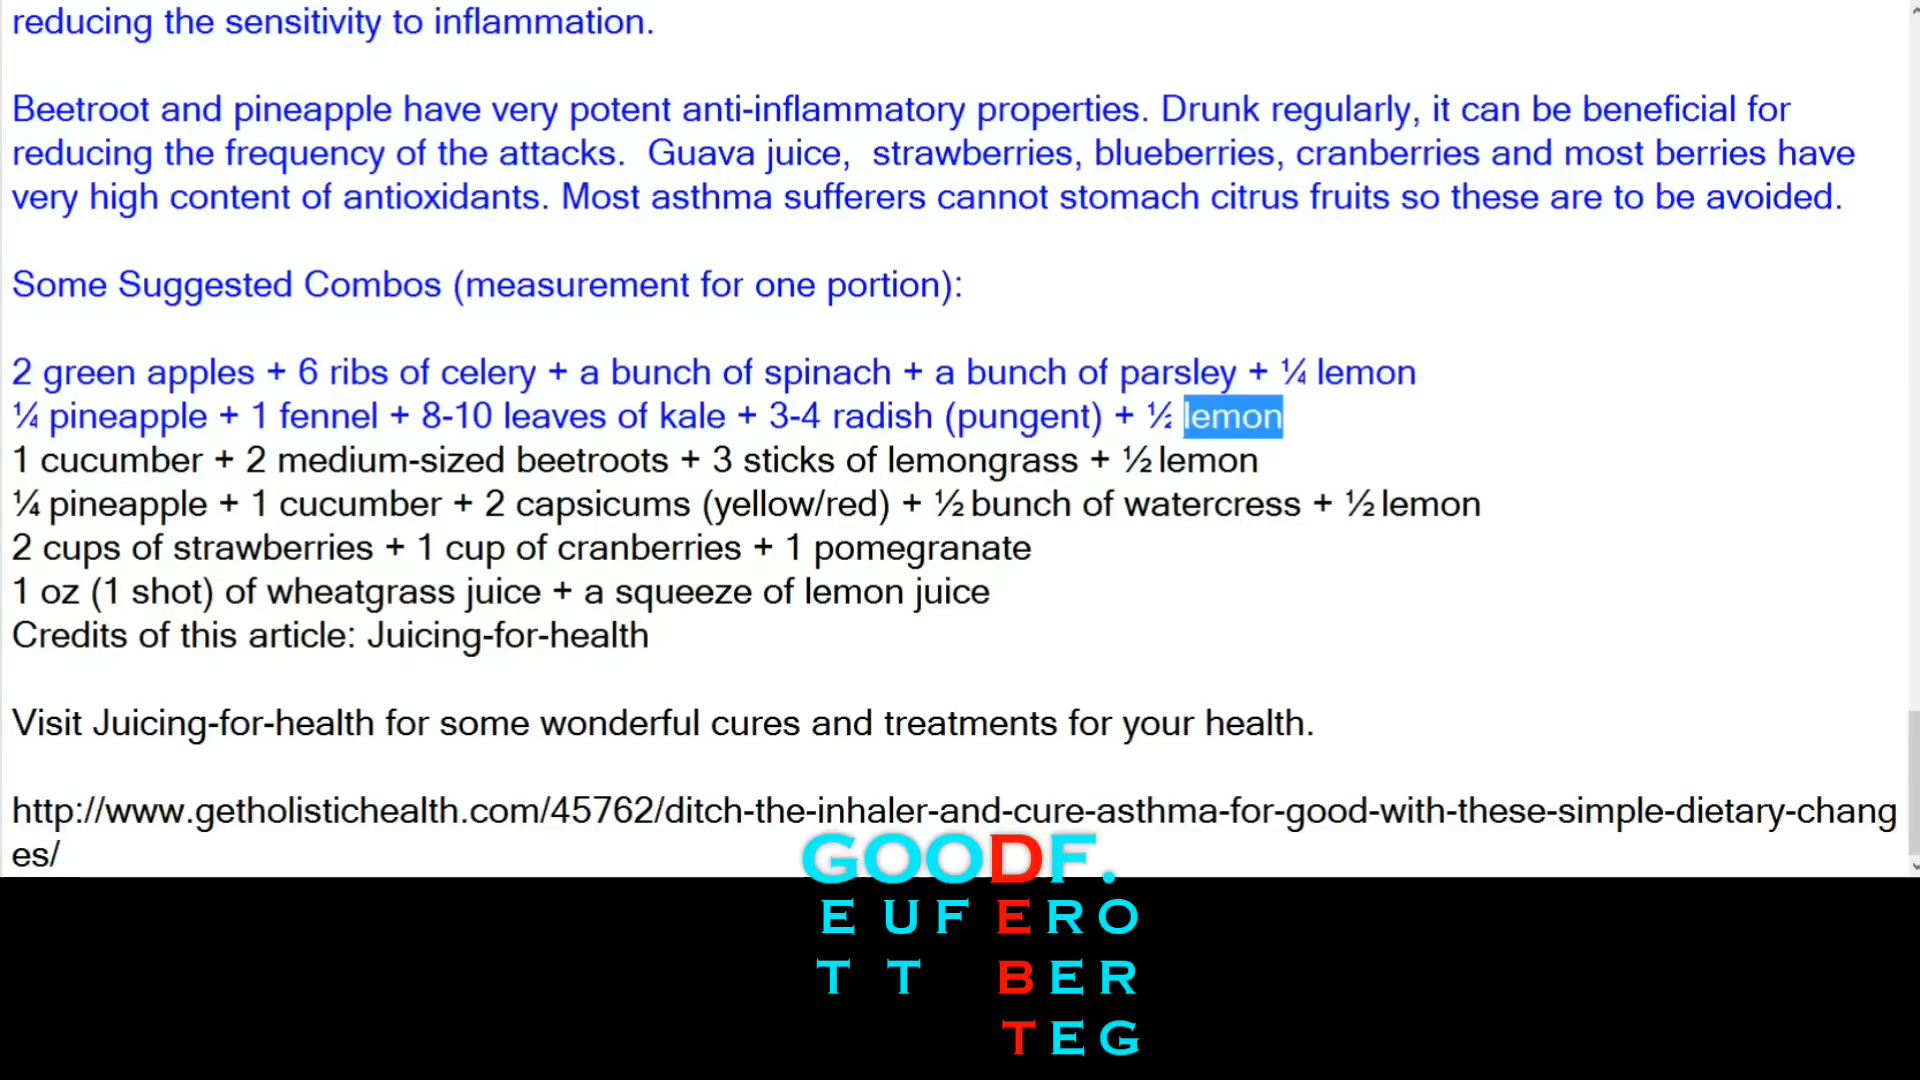 reducing the sensitivity to inflammation.
Beetroot and pineapple have very potent anti-inflammatory properties. Drunk regularly, it can be beneficial for
reducing the frequency of the attacks.  Guava juice,  strawberries, blueberries, cranberries and most berries have
very high content of antioxidants. Most asthma sufferers cannot stomach citrus fruits so these are to be avoided.
Some Suggested Combos (measurement for one portion):
2 green apples + 6 ribs of celery + a bunch of spinach + a bunch of parsley + ¼ lemon
¼ pineapple + 1 fennel + 8-10 leaves of kale + 3-4 radish (pungent) + ½ lemon
1 cucumber + 2 medium-sized beetroots + 3 sticks of lemongrass + ½ lemon
¼ pineapple + 1 cucumber + 2 capsicums (yellow/red) + ½ bunch of watercress + ½ lemon
2 cups of strawberries + 1 cup of cranberries + 1 pomegranate
1 oz (1 shot) of wheatgrass juice + a squeeze of lemon juice
Credits of this article: Juicing-for-health
Visit Juicing-for-health for some wonderful cures and treatments for your health.
http://www.getholistichealth.com/45762/ditch-the-inhaler-and-cure-asthma-for-good-with-these-simple-dietary-chang
es/
GOODF.
E U F E R O
T T B E R
T E G